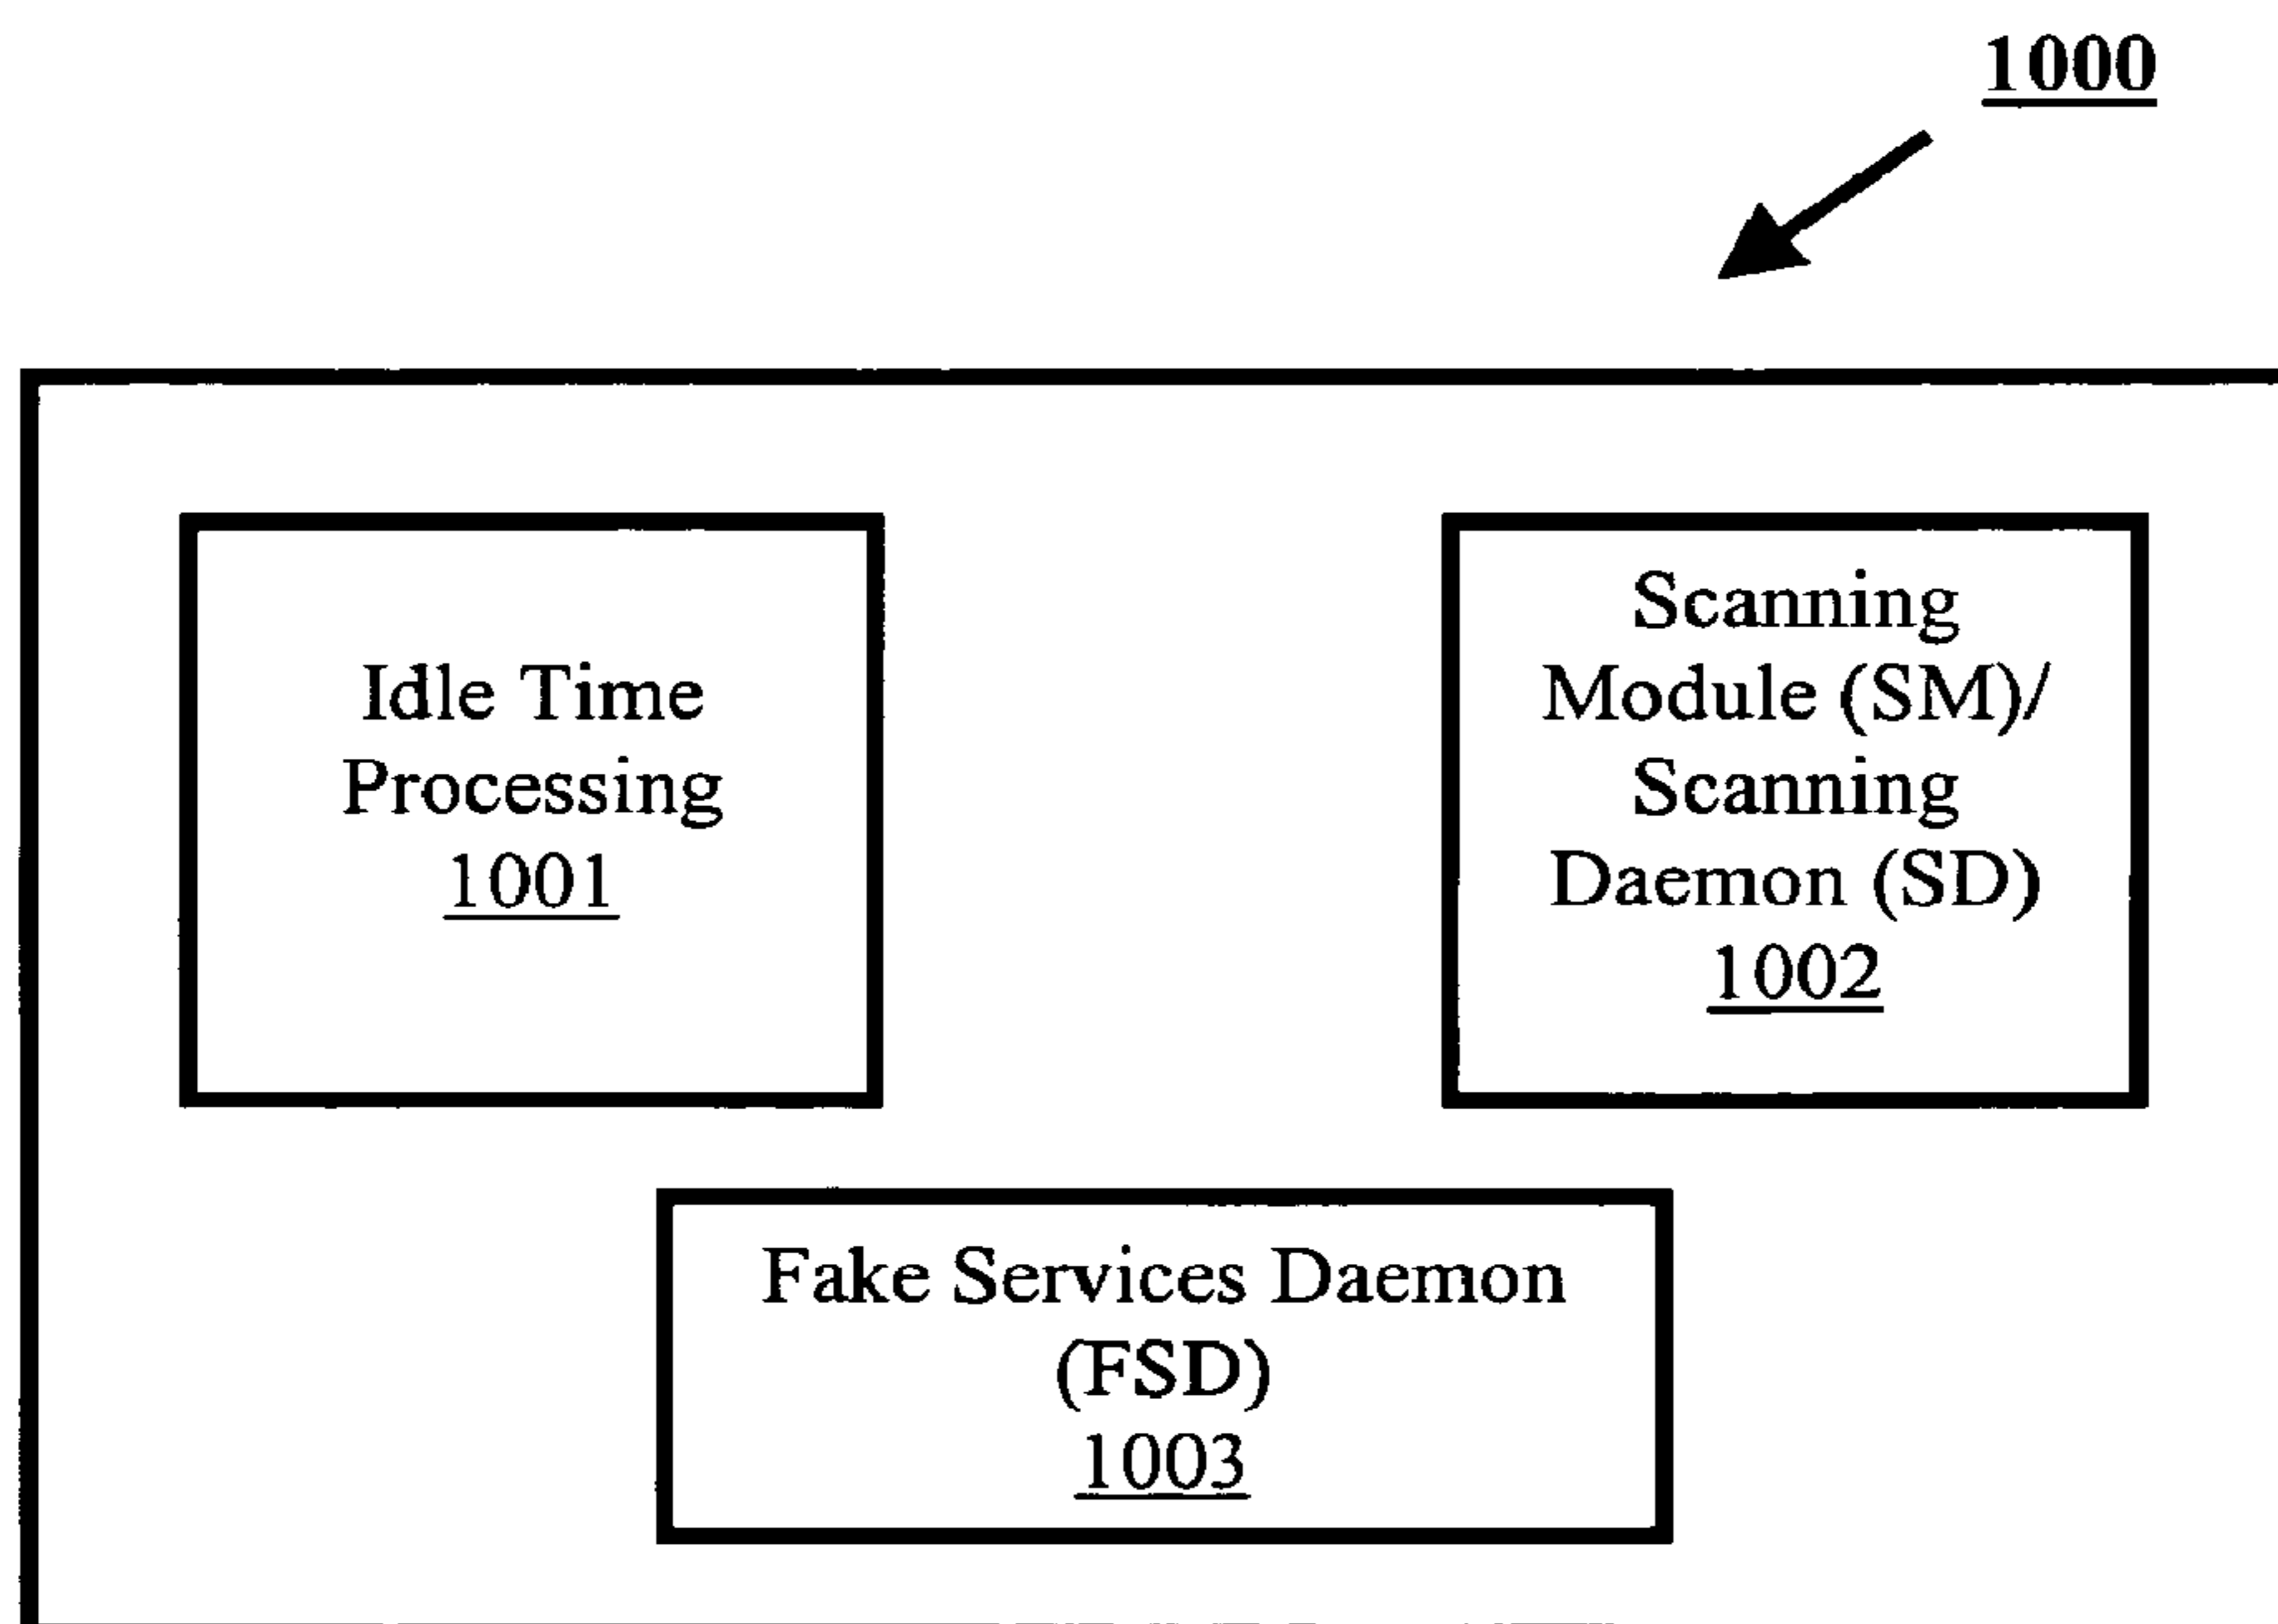 1000
Idle Time
Processing
1001
Scanning
Module (SM)/
Scanning
Daemon (SD)
1002
Fake Services Daemon
(FSD)
1003